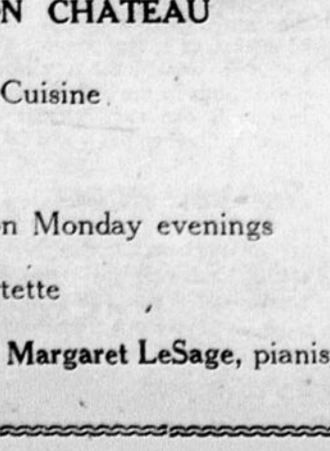 N CHATEAU
Cuisine
n Monday evenings
tette
Margaret LeSage, pianis